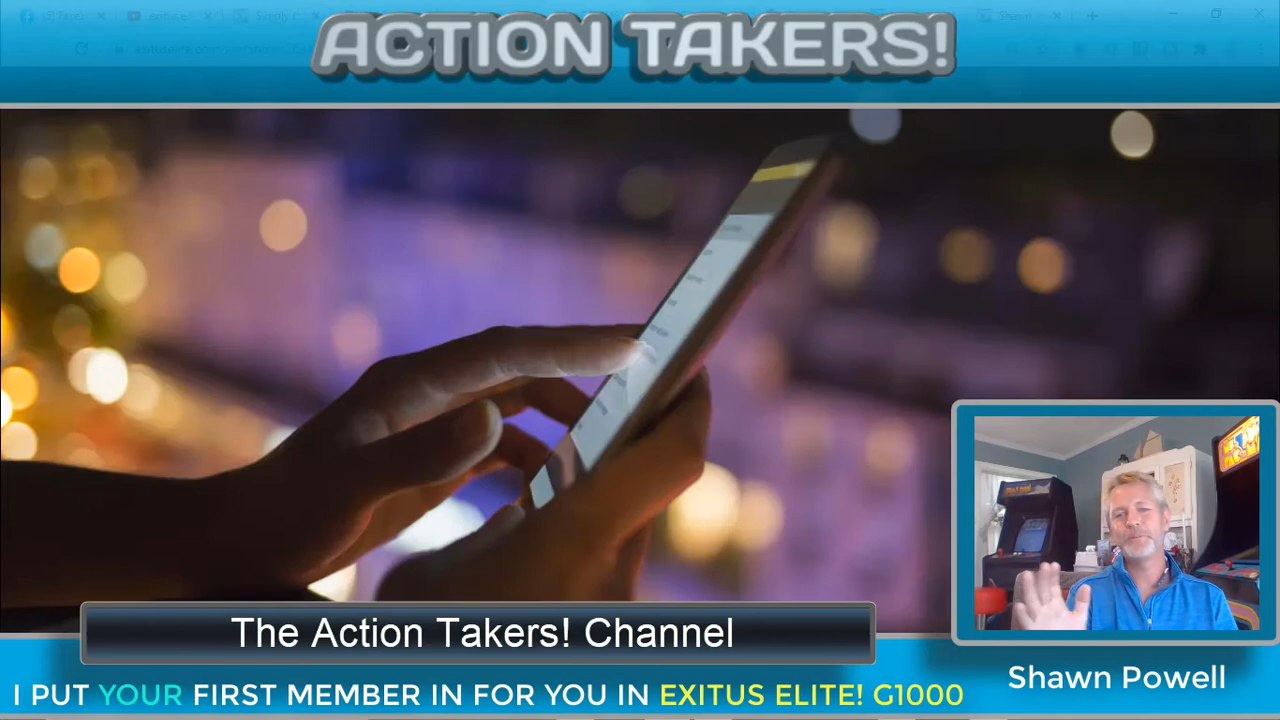 ACTION TAKERS!
The Action Takers! Channel
Shawn Powell
I PUT YOUR FIRST MEMBER IN FOR YOU IN EXITUS ELITE! G1000